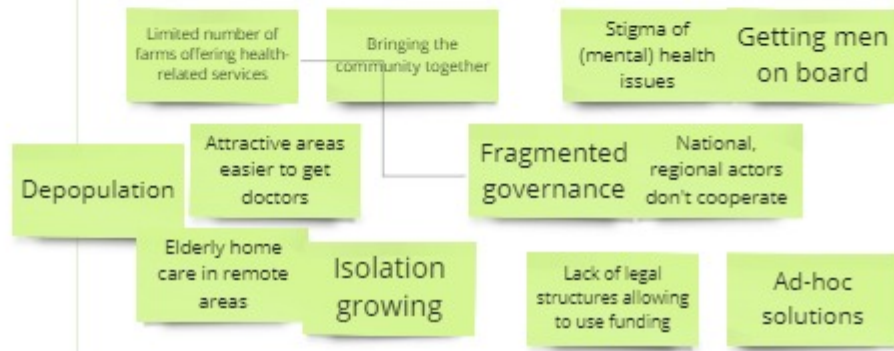 Limited number of
farms offering health-
related services
Bringing the
community together
Stigma of
(mental) health
issues
Getting men
on board
Depopulation
Attractive areas
easier to get
doctors
Fragmented
governance
National,
regional actors
don't cooperate
Elderly home
care in remote
areas
Isolation
growing
Lack of legal
structures allowing
to use funding
Ad-hoc
solutions